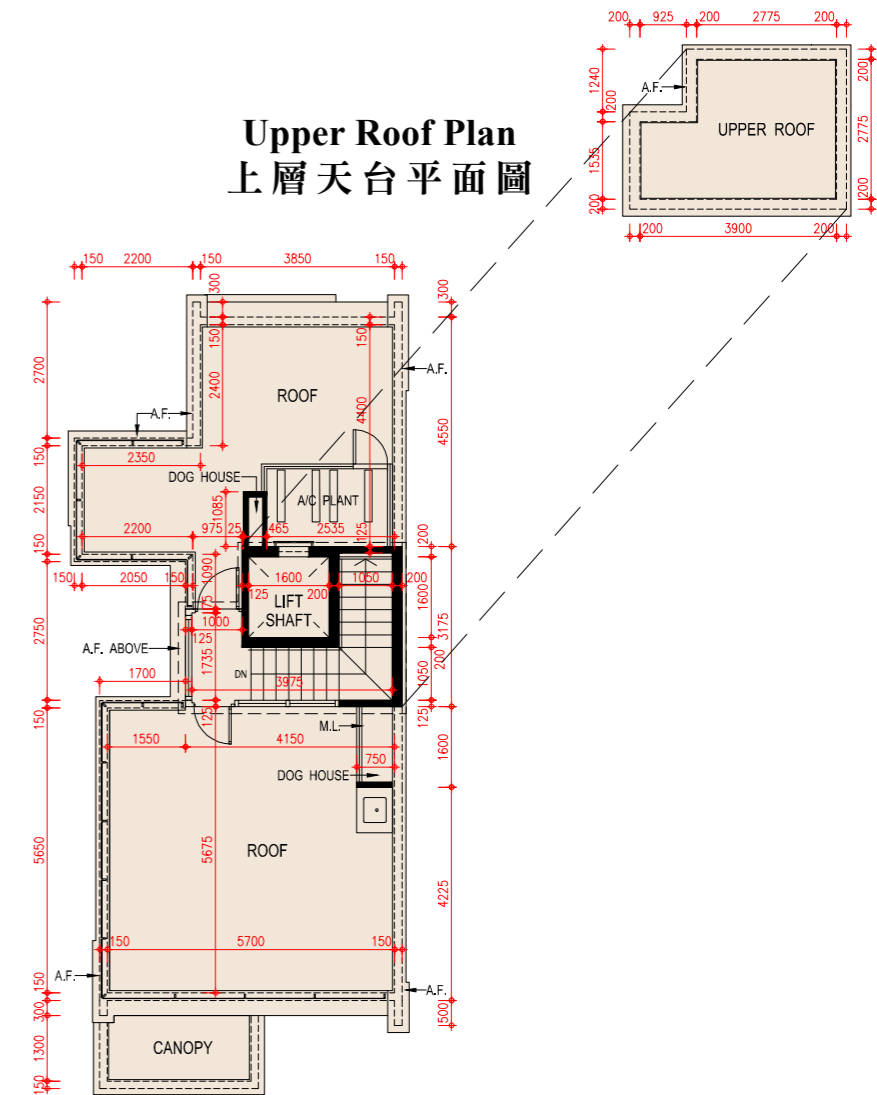 200 925 200 2775 200
1240
200
A.F.
UPPER ROOF
200
2775
1535
200
200
200 3900 200
Upper Roof Plan
上層天台平面圖
2200
150 150 3850 150
300
300
2700
150
150
2400
ROOF
4400
4550
A.F.
A.F.
150
2350
DOG HOUSE
A/C PLANT
2150
1085
2200 975 25 465 2535
125
200
150
1090
150 2050 150
1600 1050 200
125 200
LIFT
SHAFT
1600
3175
75
1000
125
2750
A.F. ABOVE
1735
DN
3975
200
1050
1700
150
125
125
M.L.
1550 4150
1600
750
DOG HOUSE
ROOF
5650
5675
4225
150 5700 150
A.F.
A.F.
150
300
500
1300
CANOPY
150